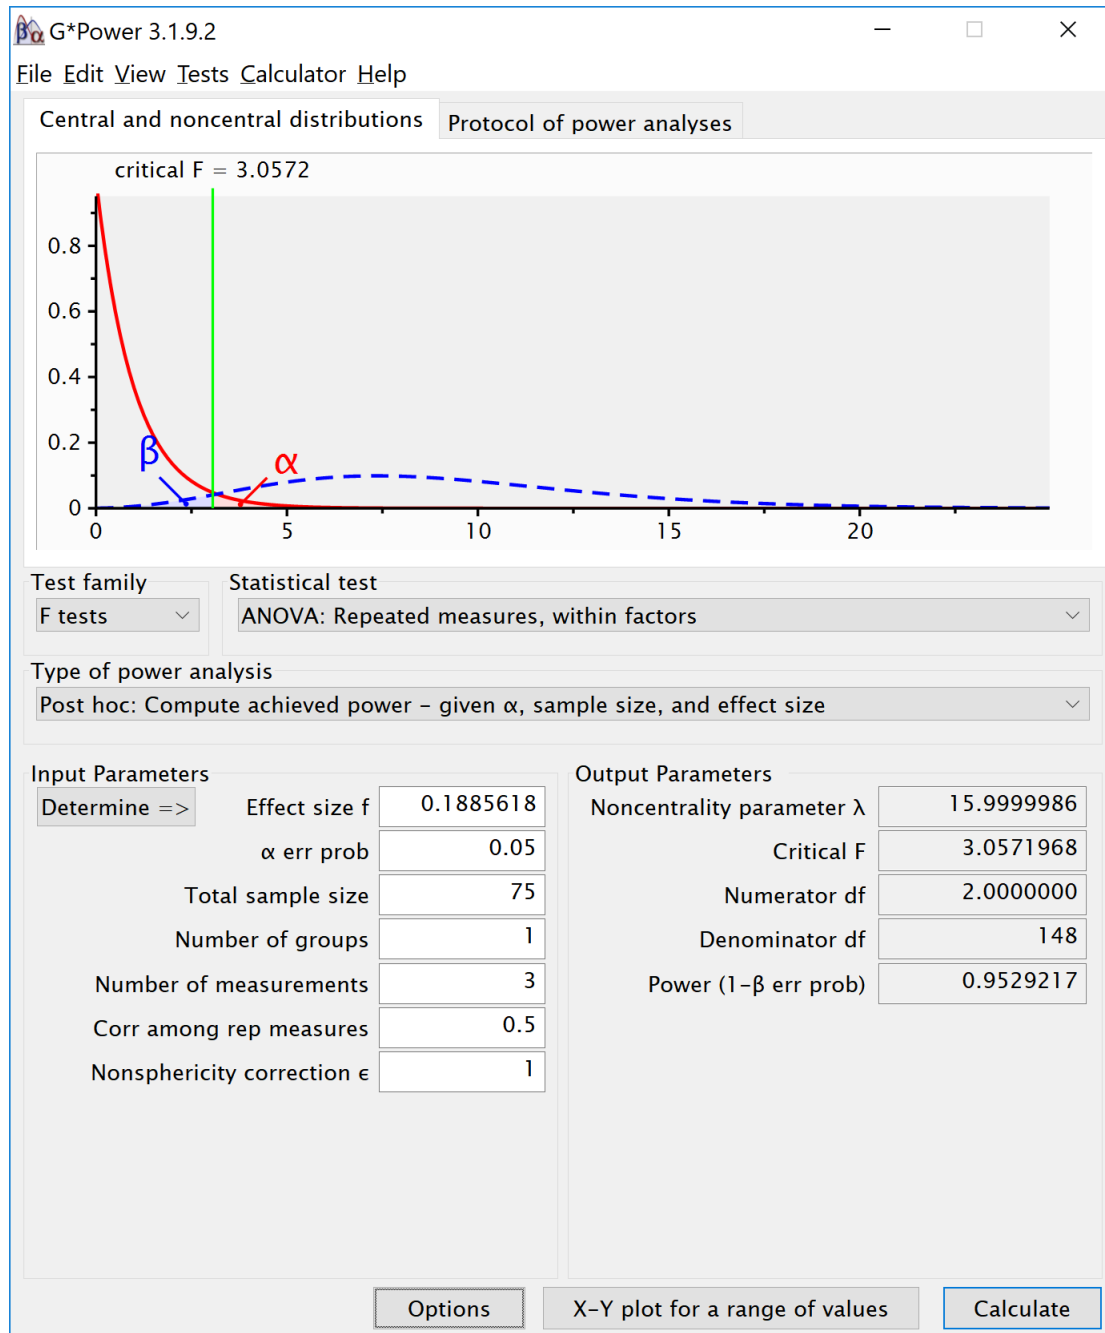 G*Power 3.1.9.2
File Edit View Tests Calculator Help
Central and noncentral distributions Protocol of power analyses
critical F = 3.0572
0.8
0.6
0.4
0.2
0
β
α
0 5 10 15 20
Test family Statistical test
F tests ANOVA: Repeated measures, within factors
Type of power analysis
Post hoc: Compute achieved power - given α, sample size, and effect size
Input Parameters
Determine => Effect size f 0.1885618
α err prob 0.05
Total sample size 75
Number of groups 1
Number of measurements 3
Corr among rep measures 0.5
Nonsphericity correction ϵ 1
Output Parameters
Noncentrality parameter λ 15.9999986
Critical F 3.0571968
Numerator df 2.0000000
Denominator df 148
Power (1-β err prob) 0.9529217
Options X-Y plot for a range of values Calculate